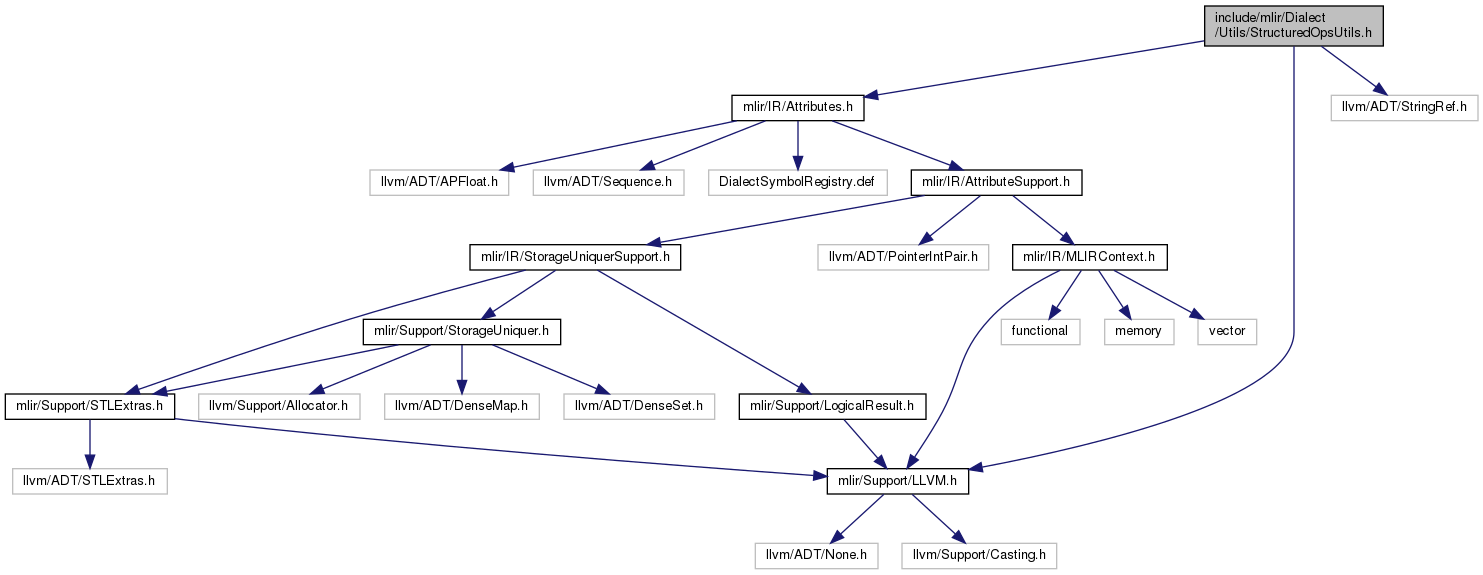 include/mlir/Dialect
/Utils/StructuredOpsUtils.h
mlir/IR/Attributes.h
llvm/ADT/StringRef.h
llvm/ADT/APFloat.h
llvm/ADT/Sequence.h
DialectSymbolRegistry.def
mlir/IR/AttributeSupport.h
mlir/IR/StorageUniquerSupport.h
llvm/ADT/PointerIntPair.h
mlir/IR/MLIRContext.h
mlir/Support/StorageUniquer.h
functional
memory
vector
mlir/Support/STLExtras.h
llvm/Support/Allocator.h
llvm/ADT/DenseMap.h
llvm/ADT/DenseSet.h
mlir/Support/LogicalResult.h
llvm/ADT/STLExtras.h
mlir/Support/LLVM.h
llvm/ADT/None.h
llvm/Support/Casting.h